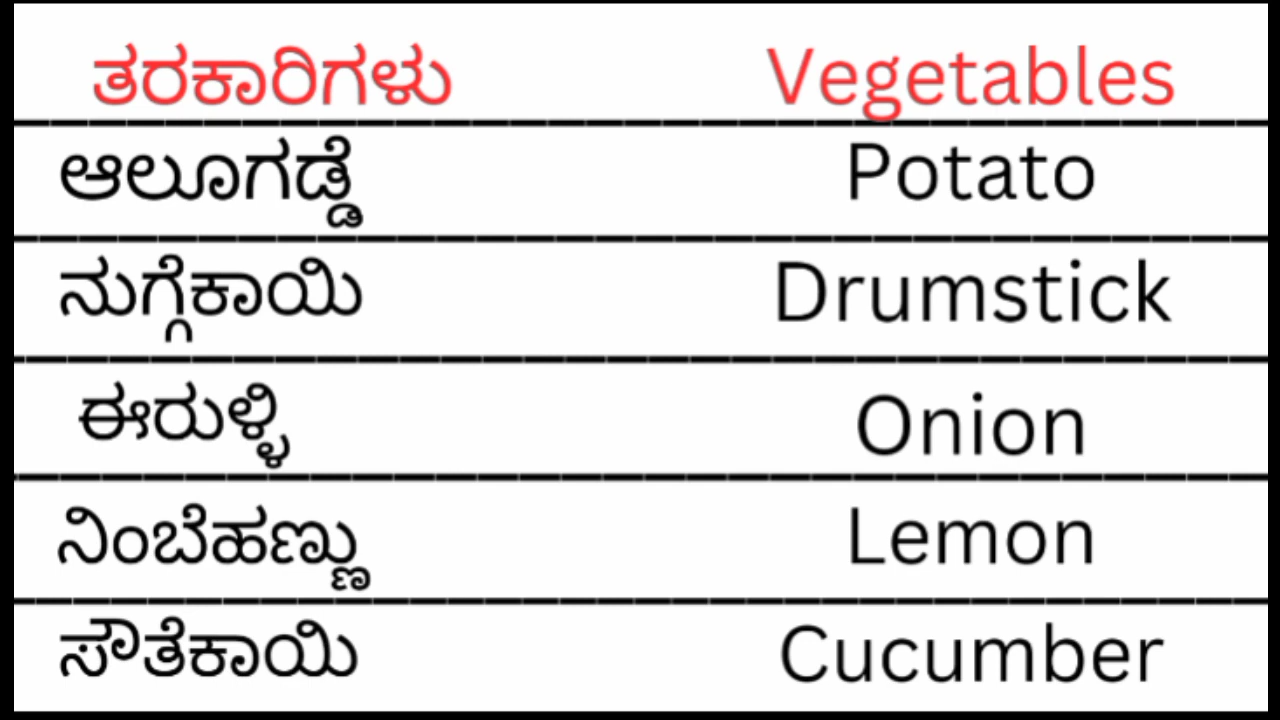 ತರಕಾರಿಗಳು Vegetables
ಆಲೂಗಡ್ಡೆ Potato
ನುಗ್ಗೆಕಾಯಿ Drumstick
ಈರುಳ್ಳಿ Onion
ನಿಂಬೆಹಣ್ಣು Lemon
ಸೌತೆಕಾಯಿ Cucumber